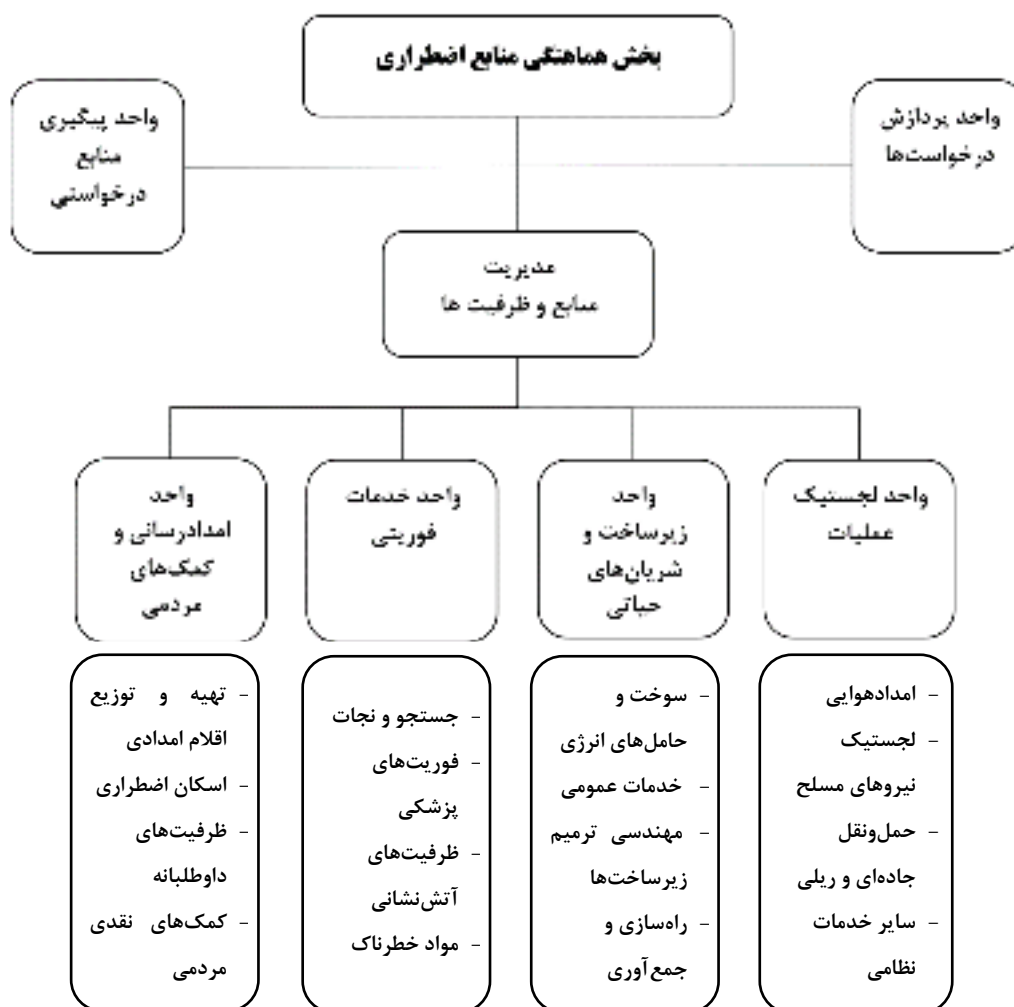 بخش هماهنگی منابع اضطراری
واحد پردازش
درخواست‌ها
واحد پیگیری
منابع
درخواستی
مدیریت
منابع و ظرفیت ها
واحد لجستیک
عملیات
واحد
زیرساخت و
شریان‌های
حیاتی
واحد خدمات
فوریتی
واحد
امدادرسانی و
کمک‌های
مردمی
- امدادهوایی
- لجستیک
نیروهای مسلح
- حمل‌ونقل
جاده‌ای و ریلی
- سایر خدمات
نظامی
- سوخت و
حامل‌های انرژی
- خدمات عمومی
- مهندسی ترمیم
زیرساخت‌ها
- راه‌سازی و
جمع‌آوری
- جستجو و نجات
- فوریت‌های
پزشکی
- ظرفیت‌های
آتش‌نشانی
- مواد خطرناک
- تهیه و توزیع
اقلام امدادی
- اسکان اضطراری
- ظرفیت‌های
داوطلبانه
- کمک‌های نقدی
مردمی